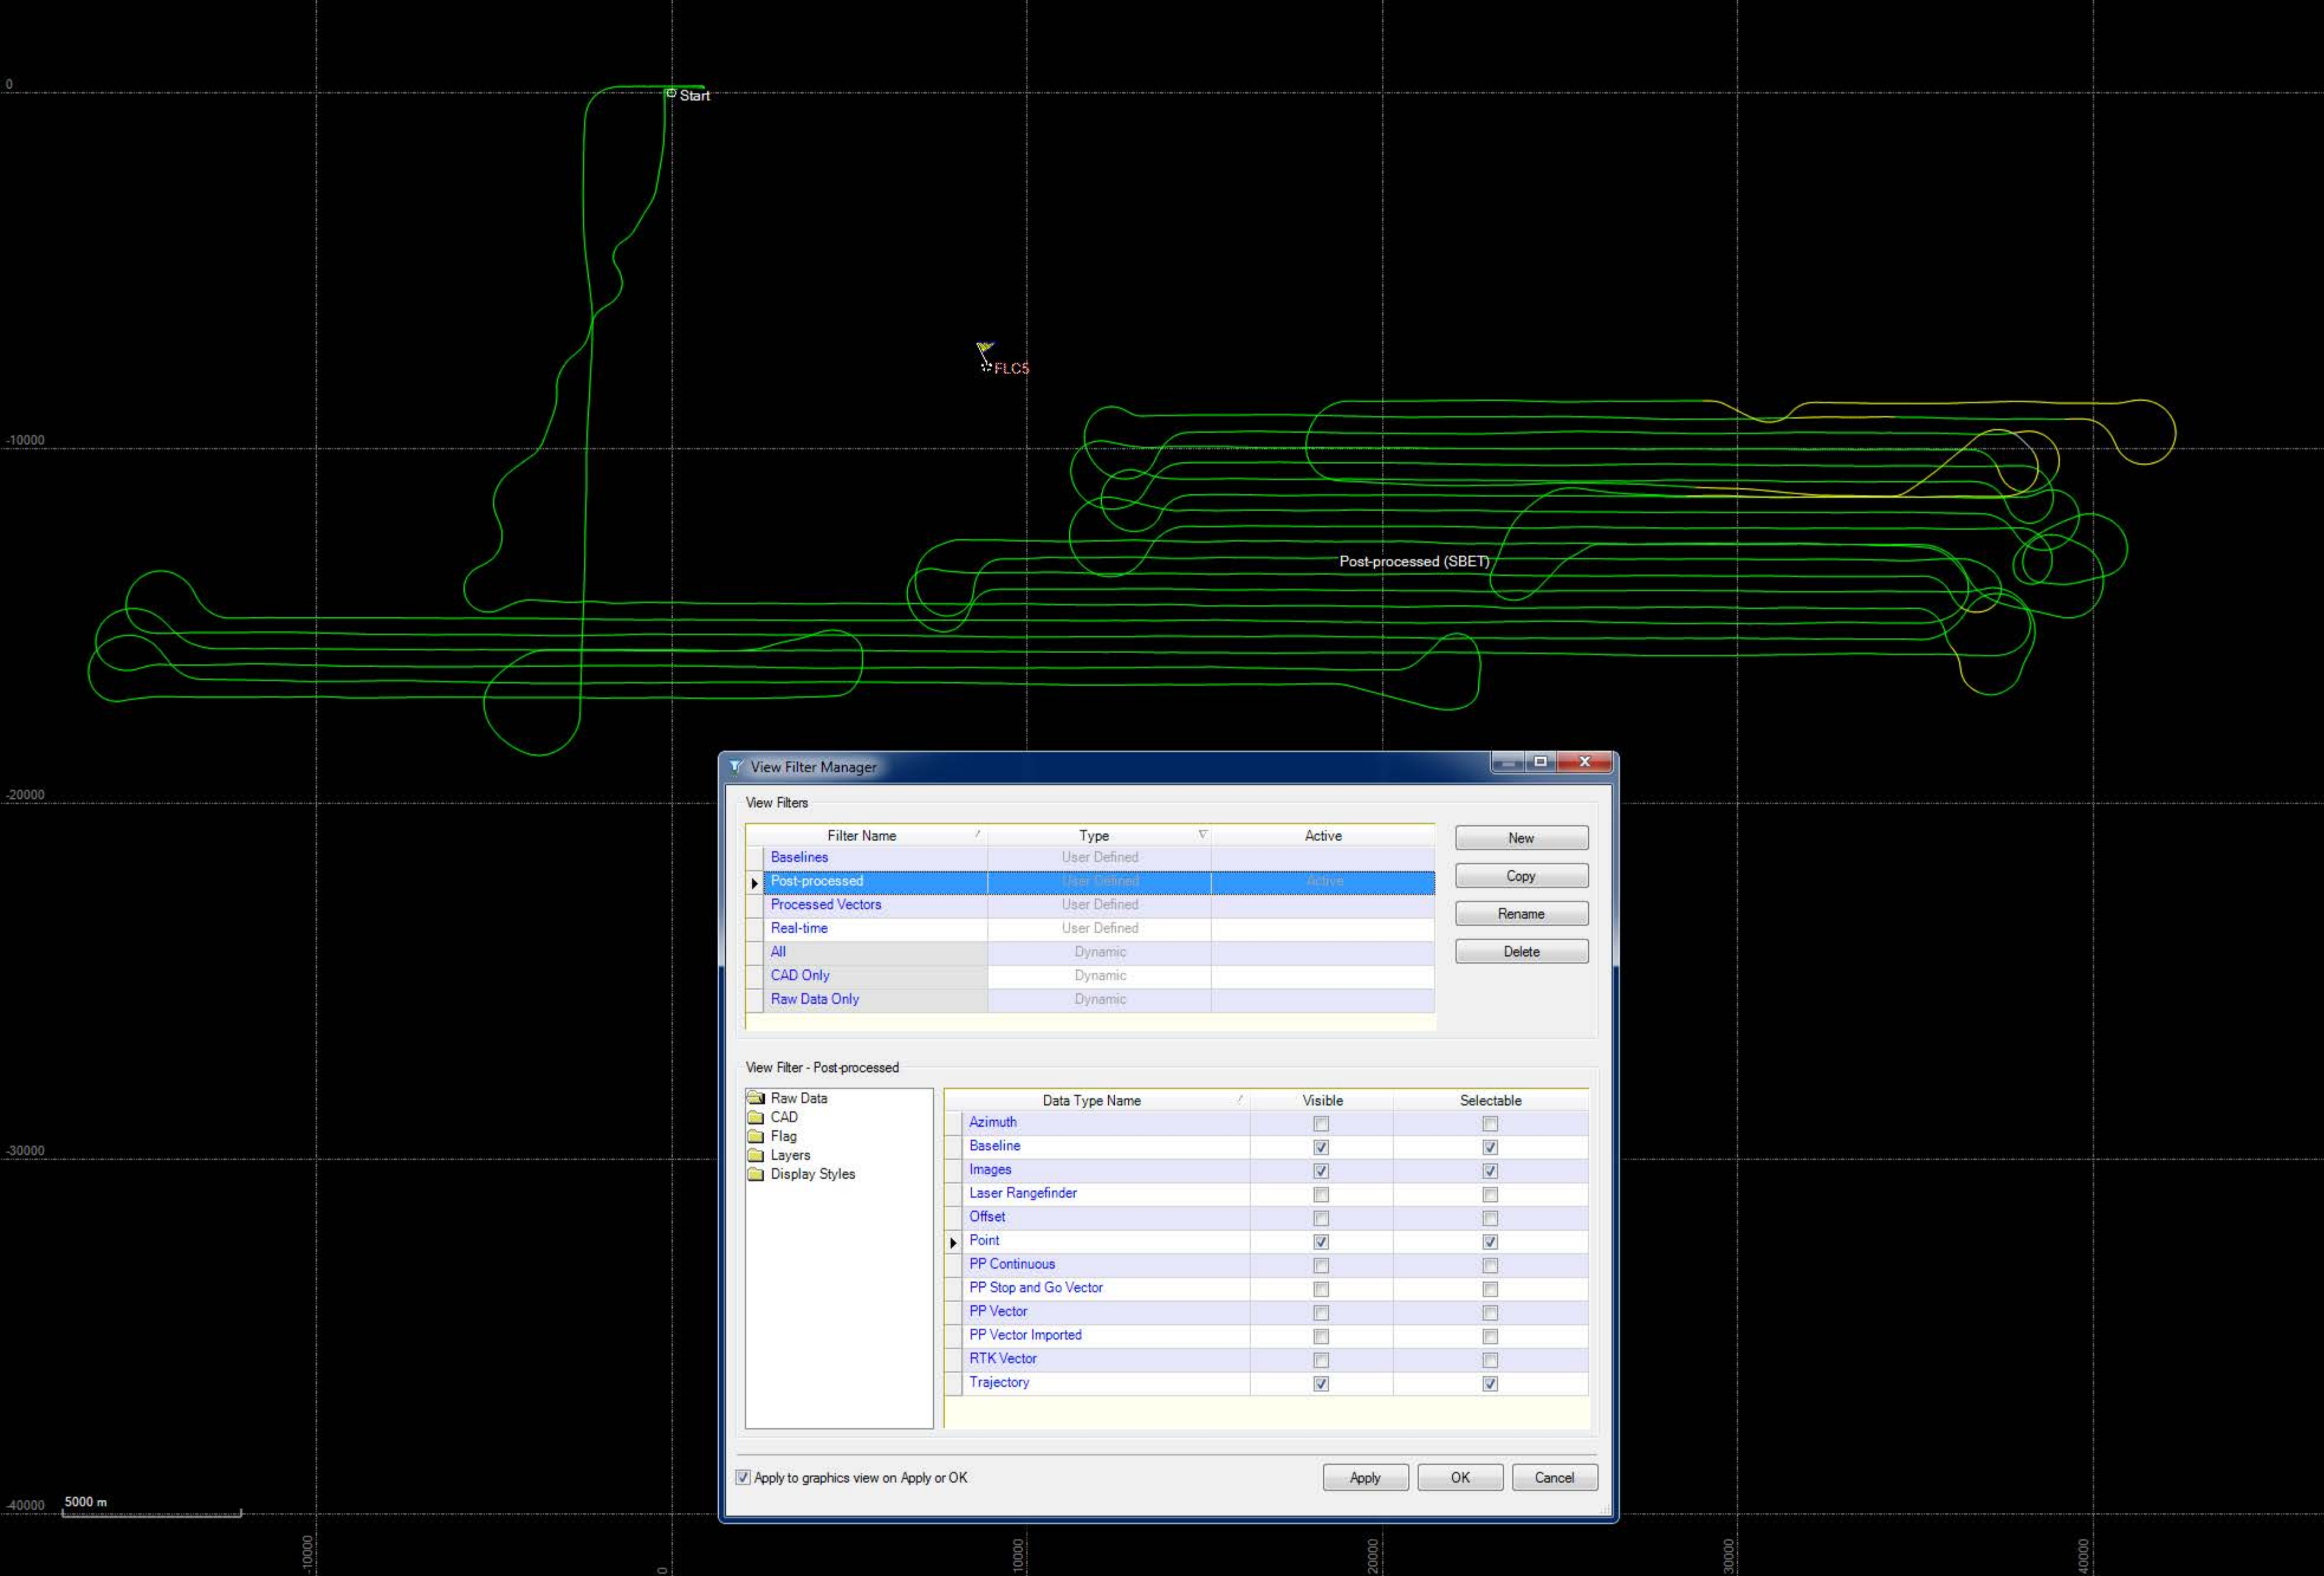 0
Start
FLC5
-10000
Post-processed (SBET)
-20000
View Filter Manager
View Filters
Filter Name Type Active
Baselines User Defined
Post-processed User Defined Active
Processed Vectors User Defined
Real-time User Defined
All Dynamic
CAD Only Dynamic
Raw Data Only Dynamic
New
Copy
Rename
Delete
View Filter - Post-processed
Raw Data
CAD
Flag
Layers
Display Styles
Data Type Name Visible Selectable
Azimuth
Baseline
Images
Laser Rangefinder
Offset
Point
PP Continuous
PP Stop and Go Vector
PP Vector
PP Vector Imported
RTK Vector
Trajectory
Apply to graphics view on Apply or OK
Apply OK Cancel
-30000
-40000
5000 m
-10000
0
10000
20000
30000
40000